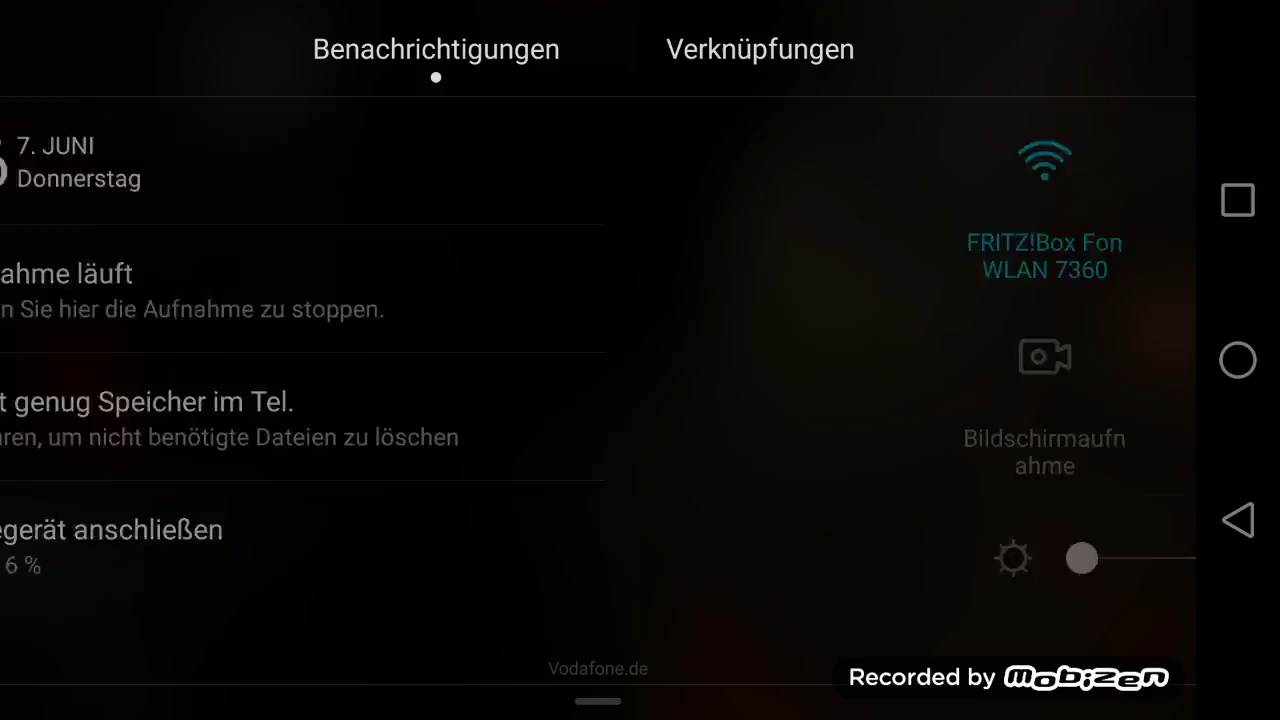 Benachrichtigungen
Verknüpfungen
7. JUNI
Donnerstag
ahme läuft
n Sie hier die Aufnahme zu stoppen.
t genug Speicher im Tel.
ren, um nicht benötigte Dateien zu löschen
egerät anschließen
6 %
FRITZ!Box Fon
WLAN 7360
Bildschirmaufn
ahme
Vodafone.de
Recorded by mobizen